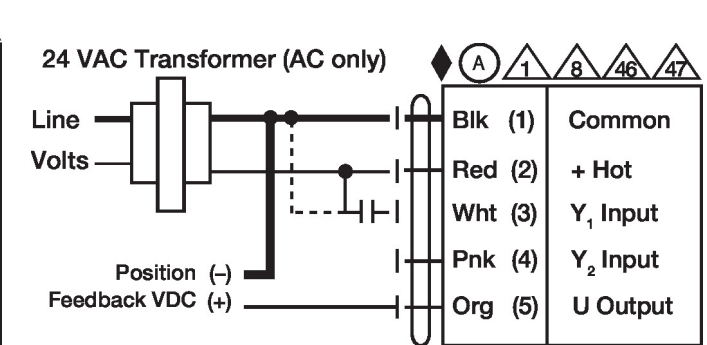 24 VAC Transformer (AC only)
A 1 8 46 47
Line
Volts
Blk (1) Common
Red (2) + Hot
Wht (3) Y₁ Input
Pnk (4) Y₂ Input
Org (5) U Output
Position (–)
Feedback VDC (+)